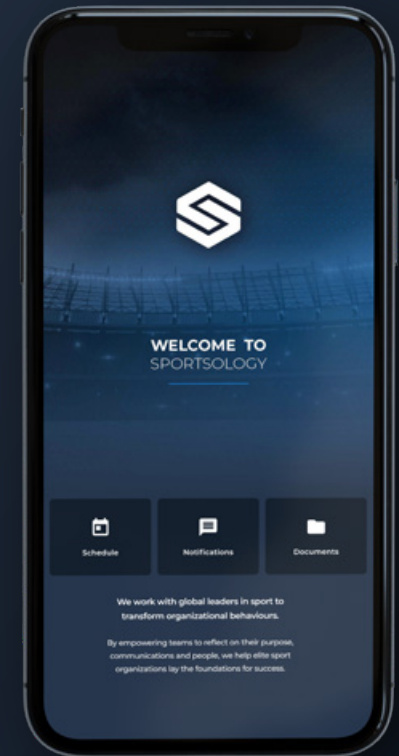 WELCOME TO
SPORTSOLOGY
Schedule
Notifications
Documents
We work with global leaders in sport to
transform organizational behaviours.
By empowering teams to reflect on their purpose,
communications and people, we help elite sport
organizations lay the foundations for success.